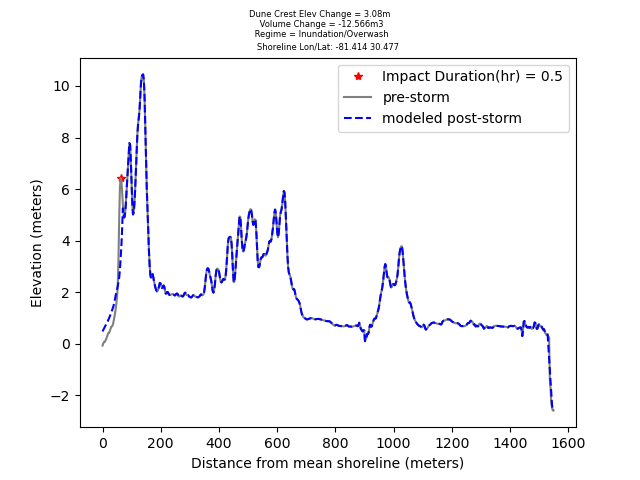 Dune Crest Elev Change = 3.08m
Volume Change = -12.566m3
Regime = Inundation/Overwash
Shoreline Lon/Lat: -81.414 30.477
Impact Duration(hr) = 0.5
pre-storm
modeled post-storm
10
8
6
4
2
0
−2
Elevation (meters)
0 200 400 600 800 1000 1200 1400 1600
Distance from mean shoreline (meters)